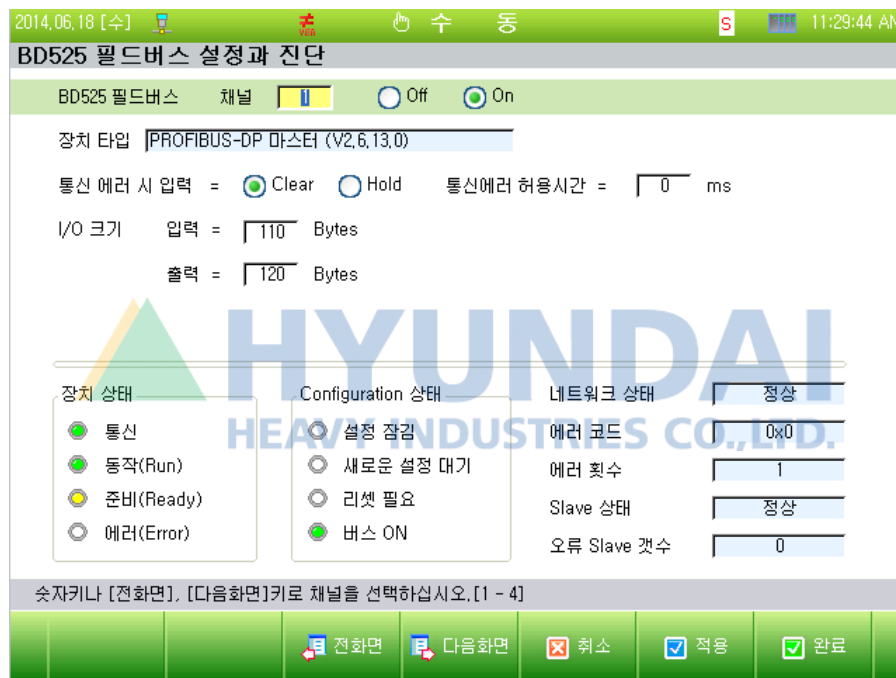 2014,06,18 [수] VER 수 동 S 11:29:44 AM
BD525 필드버스 설정과 진단
BD525 필드버스 채널 1 Off On
장치 타입 PROFIBUS-DP 마스터 (V2,6,13,0)
통신 에러 시 입력 = Clear Hold 통신에러 허용시간 = 0 ms
I/O 크기 입력 = 110 Bytes
출력 = 120 Bytes
HYUNDAI
HEAVY INDUSTRIES CO.,LTD.
장치 상태
통신
동작(Run)
준비(Ready)
에러(Error)
Configuration 상태
설정 잠김
새로운 설정 대기
리셋 필요
버스 ON
네트워크 상태 정상
에러 코드 0x0
에러 횟수 1
Slave 상태 정상
오류 Slave 갯수 0
숫자키나 [전화면], [다음화면]키로 채널을 선택하십시오,[1 - 4]
전화면 다음화면 취소 적용 완료